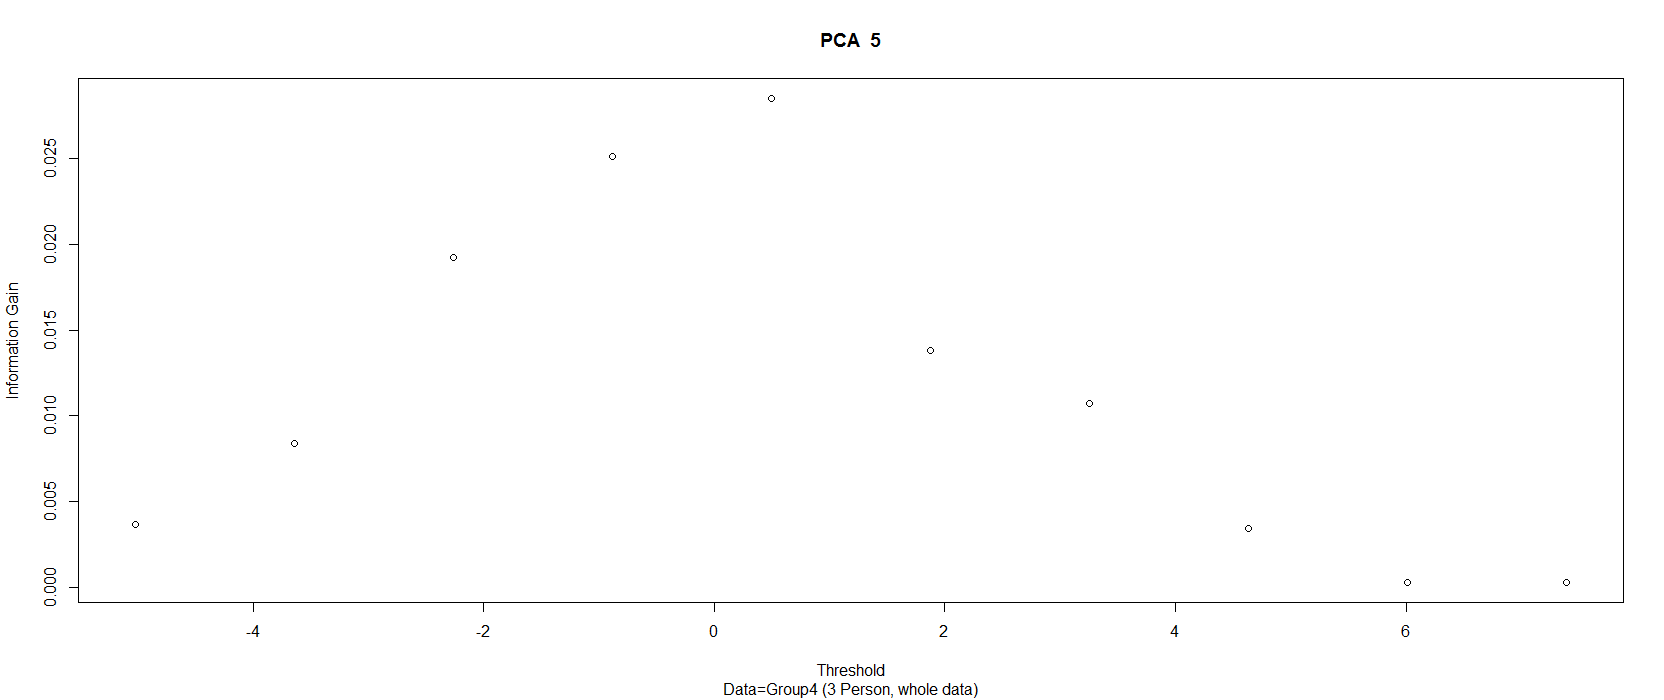 PCA  5
Information Gain
0.025
0.020
0.015
0.010
0.005
0.000
-4 -2 0 2 4 6
Threshold
Data=Group4 (3 Person, whole data)